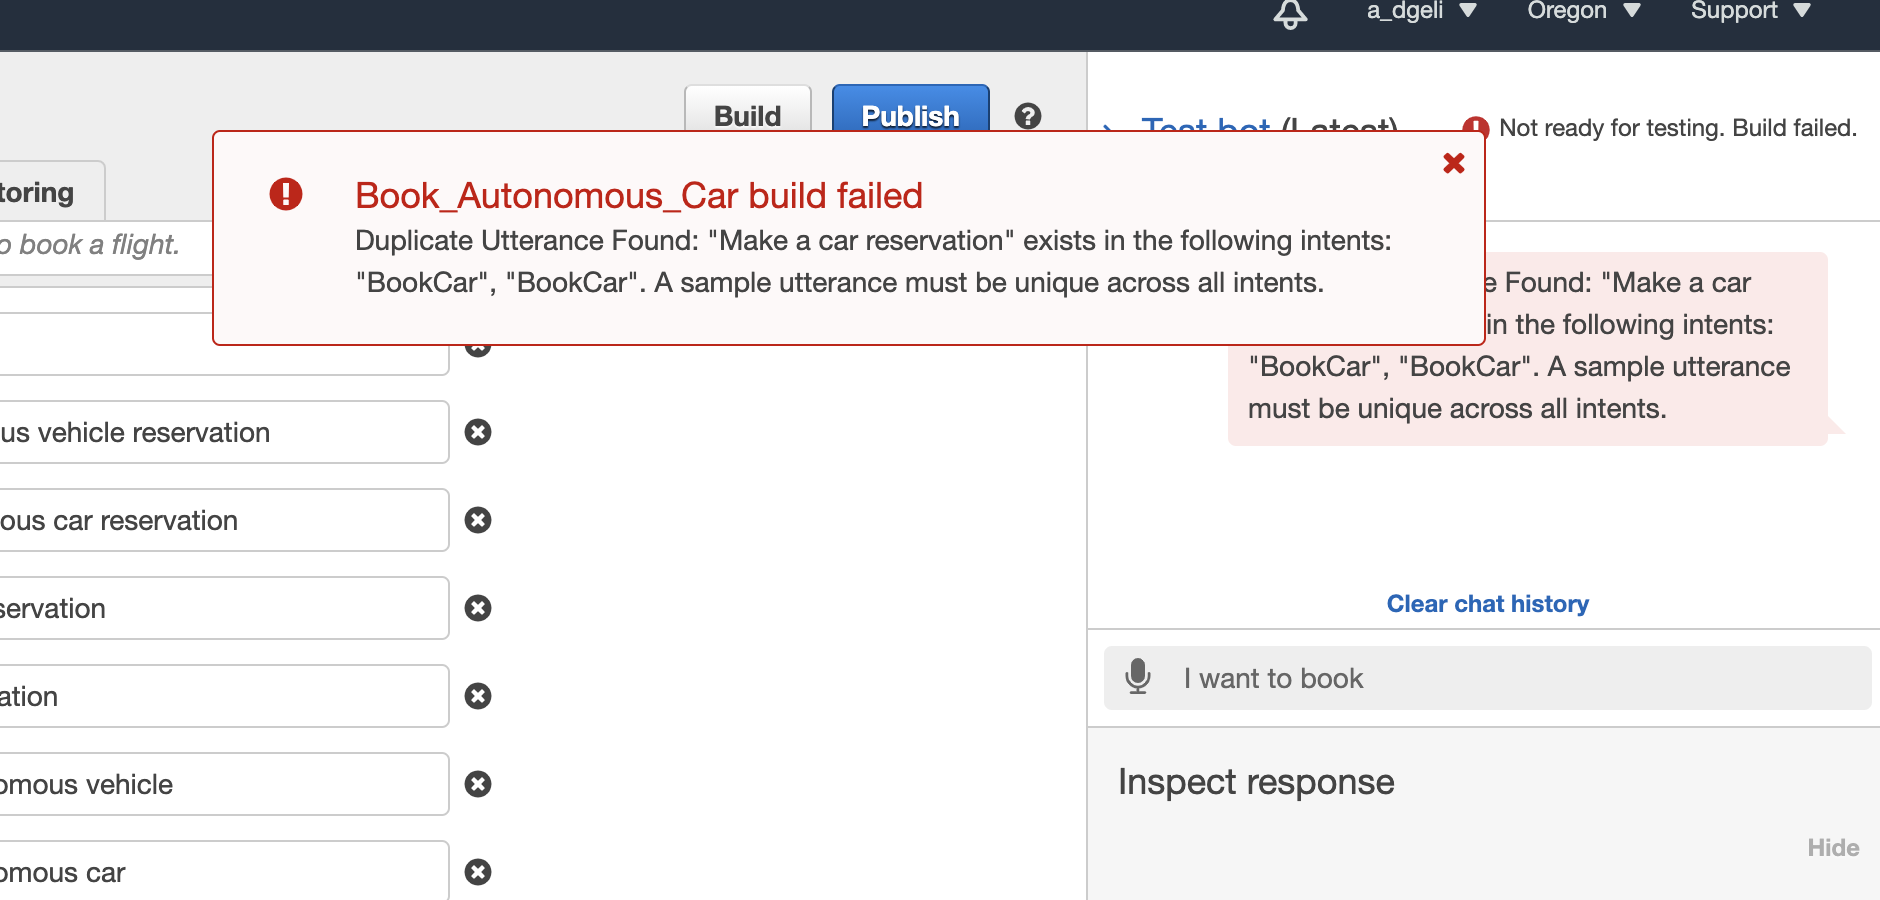 a_dgeli Oregon Support
Build Publish
Test bot (Latest) Not ready for testing. Build failed.
toring
o book a flight.
Book_Autonomous_Car build failed
Duplicate Utterance Found: "Make a car reservation" exists in the following intents:
"BookCar", "BookCar". A sample utterance must be unique across all intents.
e Found: "Make a car
in the following intents:
"BookCar", "BookCar". A sample utterance
must be unique across all intents.
us vehicle reservation
ous car reservation
servation
ation
omous vehicle
omous car
Clear chat history
I want to book
Inspect response
Hide